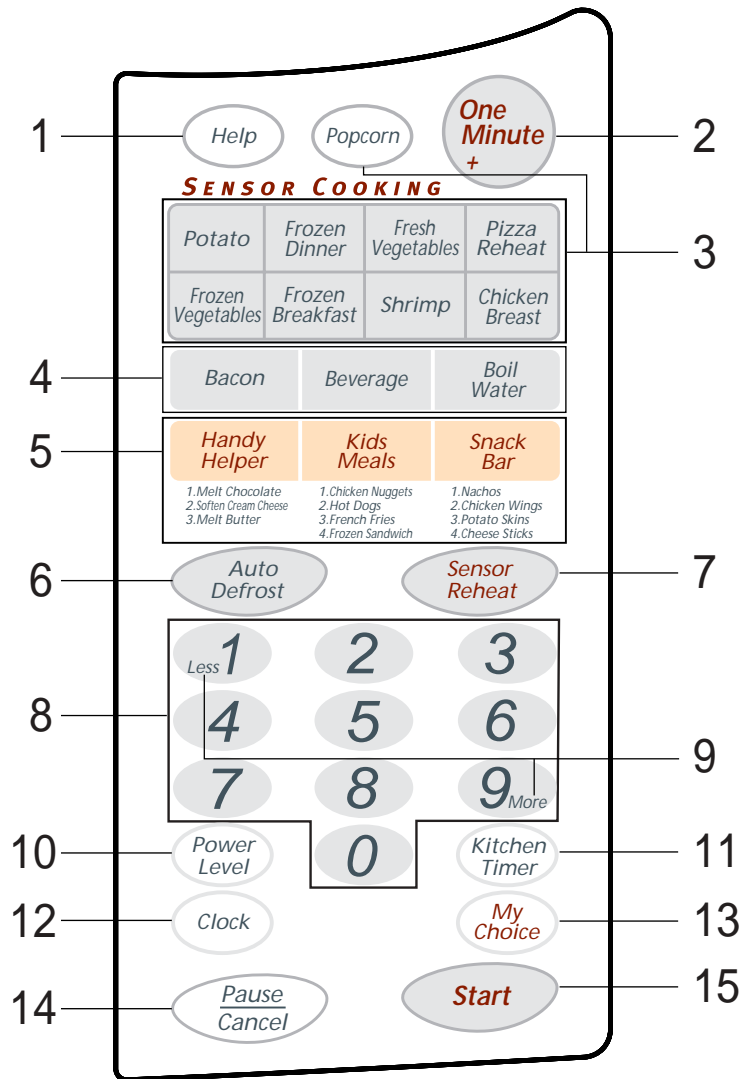 1
Help
Popcorn
One
Minute
+
2
SENSOR COOKING
Potato
Frozen
Dinner
Fresh
Vegetables
Pizza
Reheat
3
Frozen
Vegetables
Frozen
Breakfast
Shrimp
Chicken
Breast
4
Bacon
Beverage
Boil
Water
5
Handy
Helper
Kids
Meals
Snack
Bar
1.Melt Chocolate
2.Soften Cream Cheese
3.Melt Butter
1.Chicken Nuggets
2.Hot Dogs
3.French Fries
4.Frozen Sandwich
1.Nachos
2.Chicken Wings
3.Potato Skins
4.Cheese Sticks
6
Auto
Defrost
Sensor
Reheat
7
8
Less 1
2
3
4
5
6
9
7
8
9 More
10
Power
Level
0
Kitchen
Timer
11
12
Clock
My
Choice
13
14
Pause
Cancel
Start
15